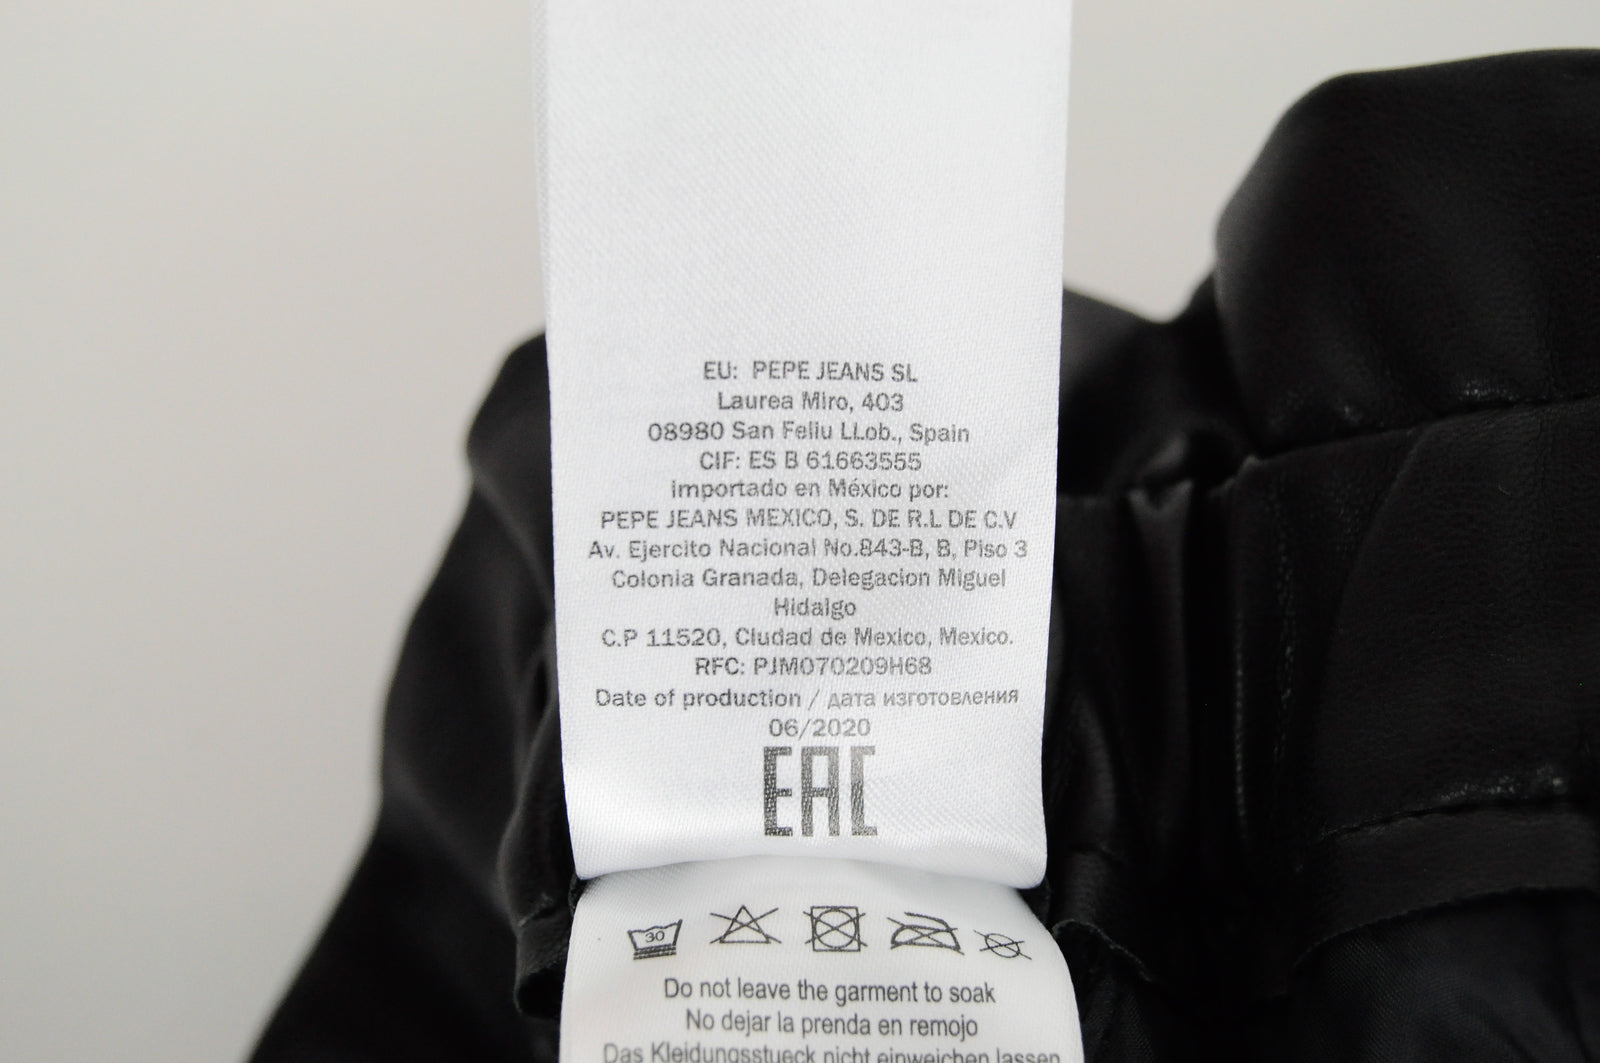 EU: PEPE JEANS SL
Laurea Miro, 403
08980 San Feliu LLob., Spain
CIF: ES B 61663555
Importado en México por:
PEPE JEANS MEXICO, S. DE R.L DE C.V
Av. Ejercito Nacional No.843-B, B, Piso 3
Colonia Granada, Delegacion Miguel
Hidalgo
C.P 11520, Ciudad de Mexico, Mexico.
RFC: PJM070209H68
Date of production / дата изготовления
06/2020
EAC
30
Do not leave the garment to soak
No dejar la prenda en remojo
Das Kleidungsstueck nicht einweichen lassen